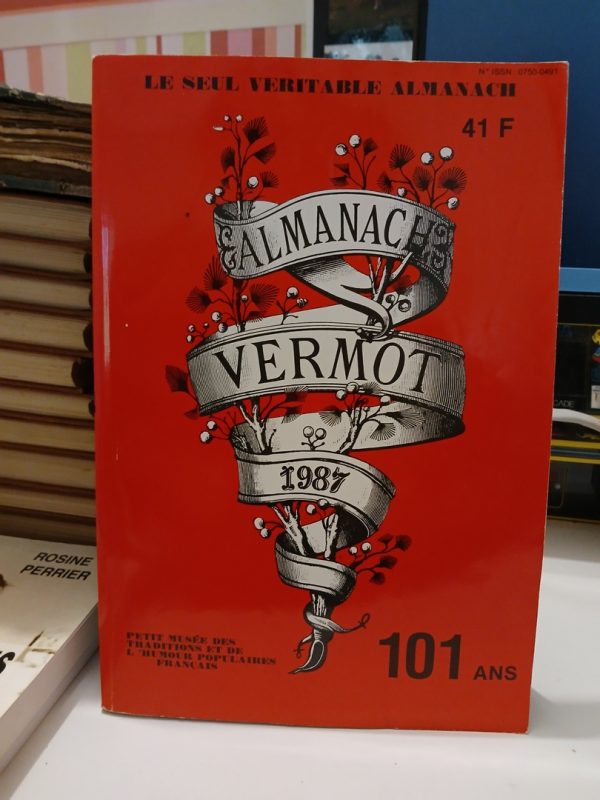 N° ISSN : 0750-0491
LE SEUL VERITABLE ALMANACH
41 F
ALMANACH
VERMOT
1987
PETIT MUSÉE DES
TRADITIONS ET DE
L'HUMOUR POPULAIRES
FRANCAIS
101 ANS
ROSINE
PERRIER